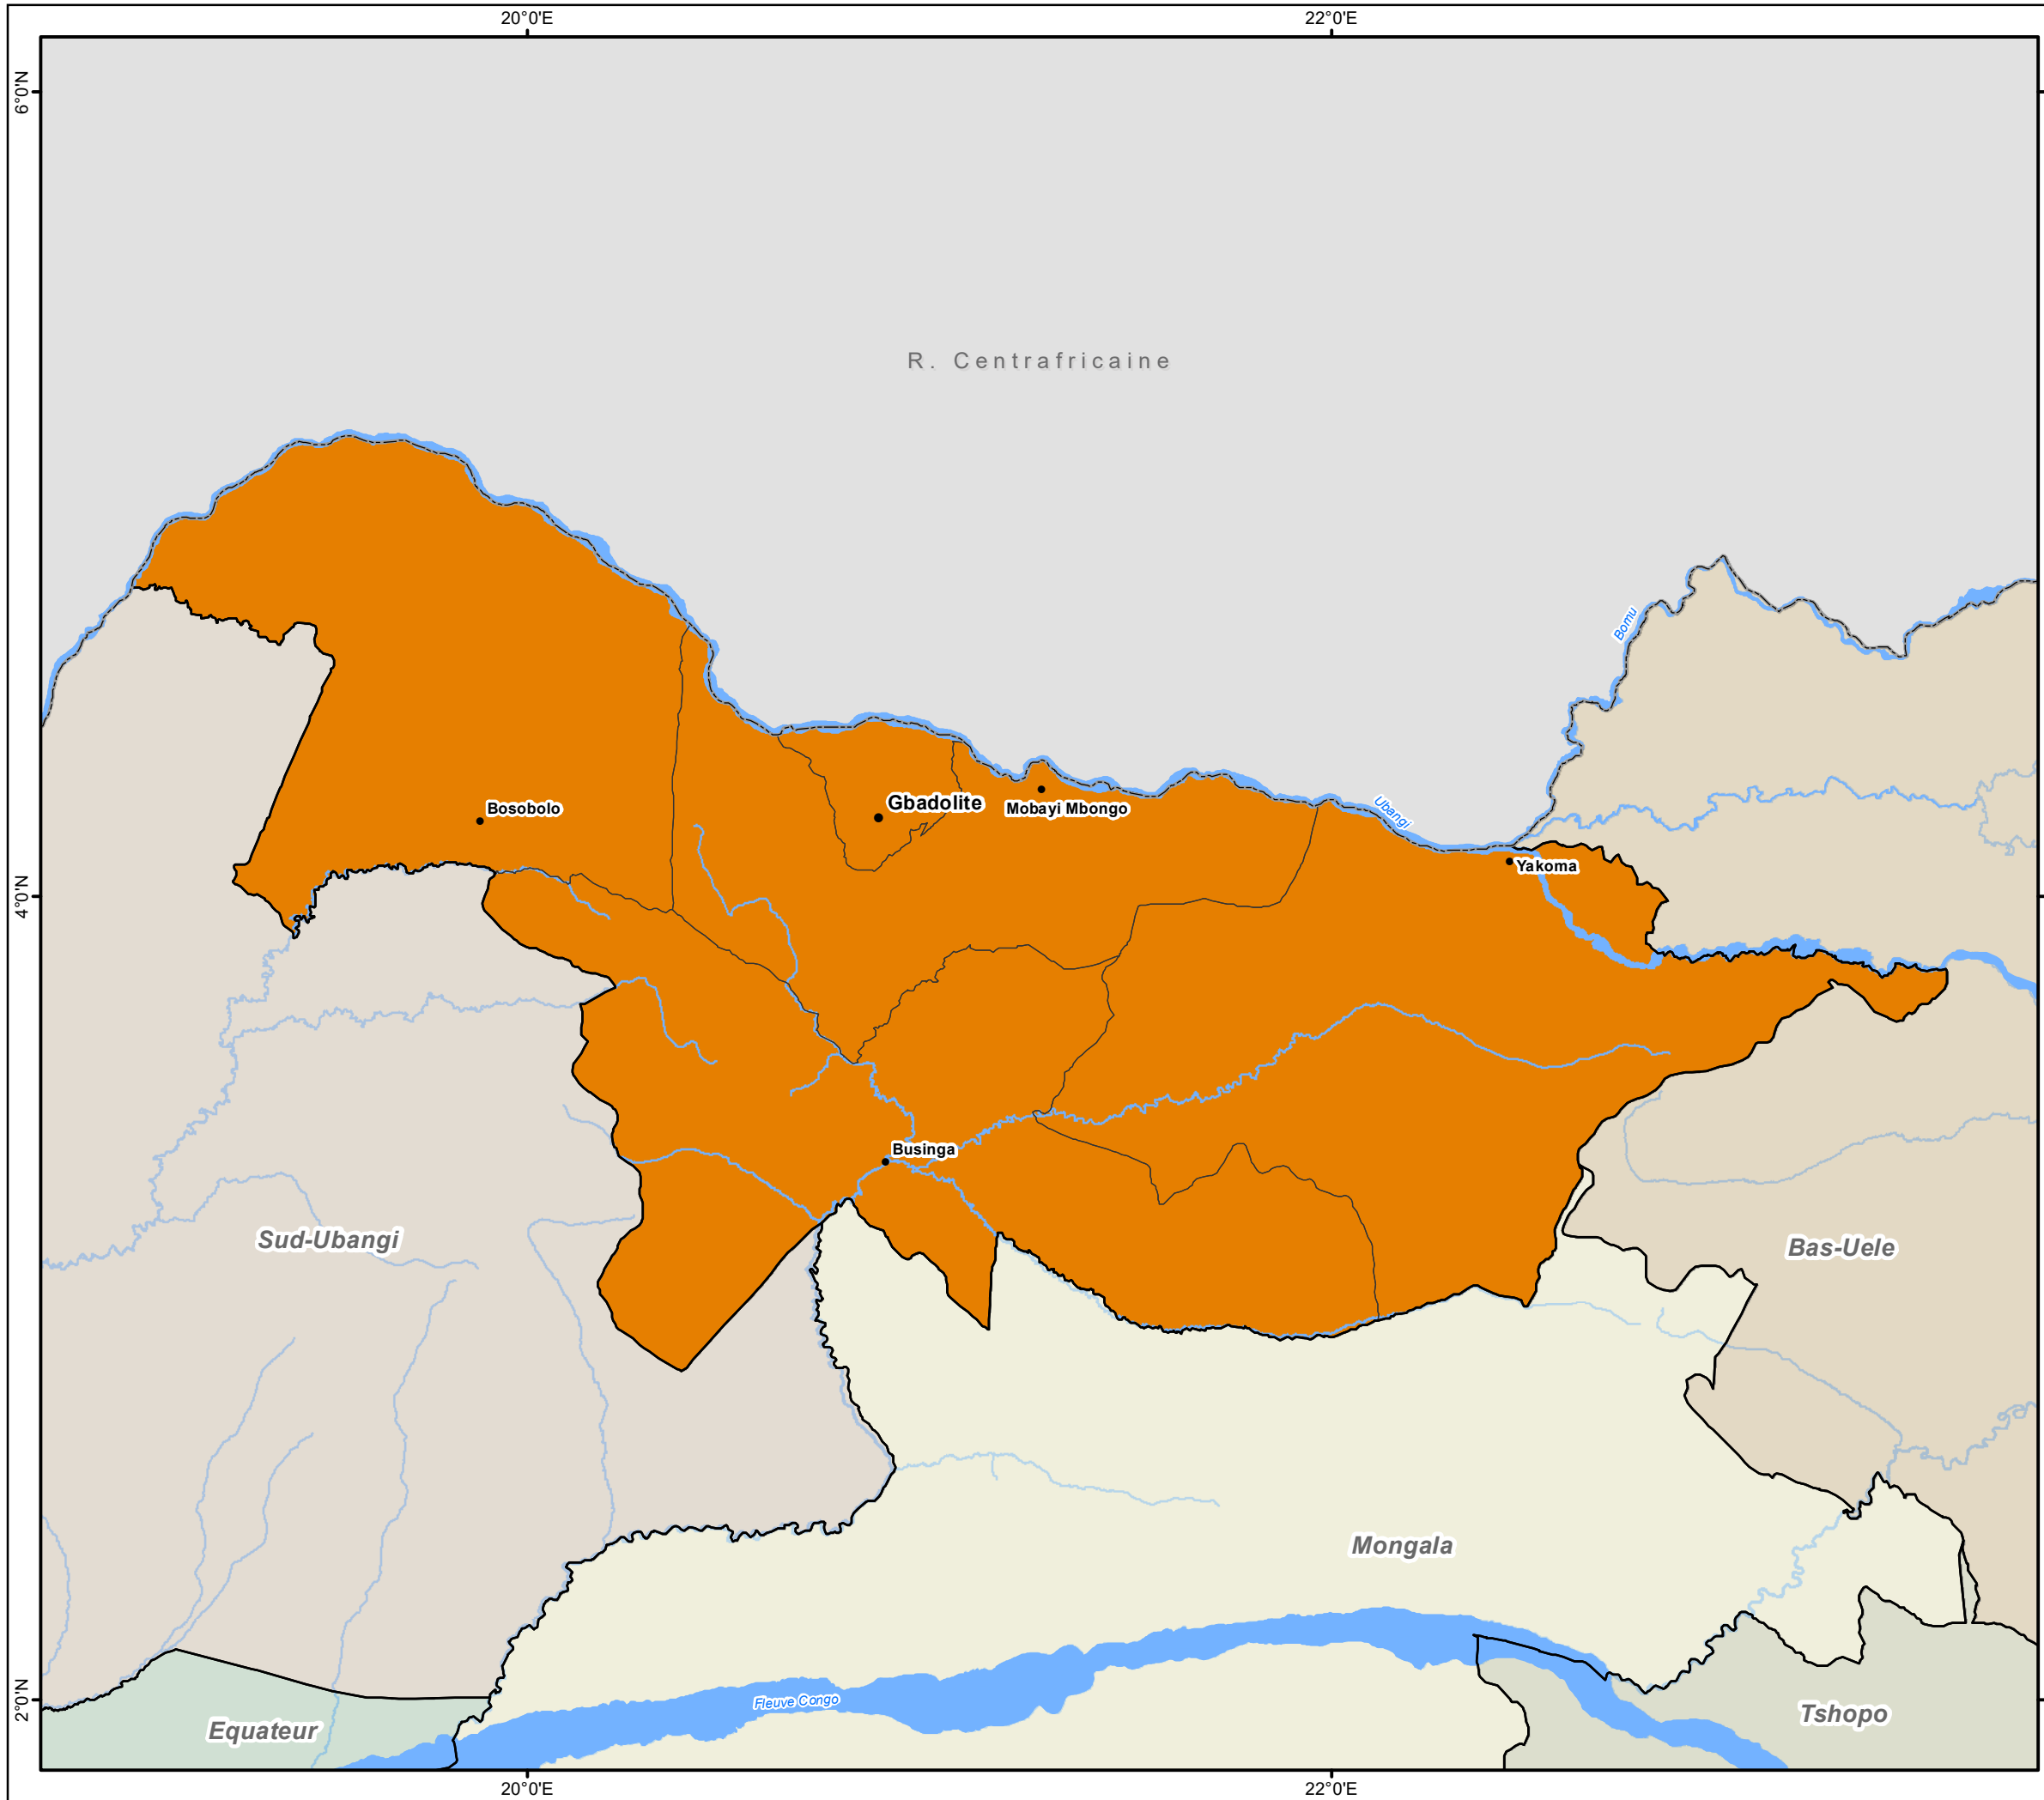 20°0'E
22°0'E
6°0'N
R. Centrafricaine
Bomu
Gbadolite
Bosobolo
Mobayi Mbongo
Ubangi
Yakoma
4°0'N
Businga
Sud-Ubangi
Bas-Uele
Mongala
2°0'N
Fleuve Congo
Equateur
Tshopo
20°0'E
22°0'E